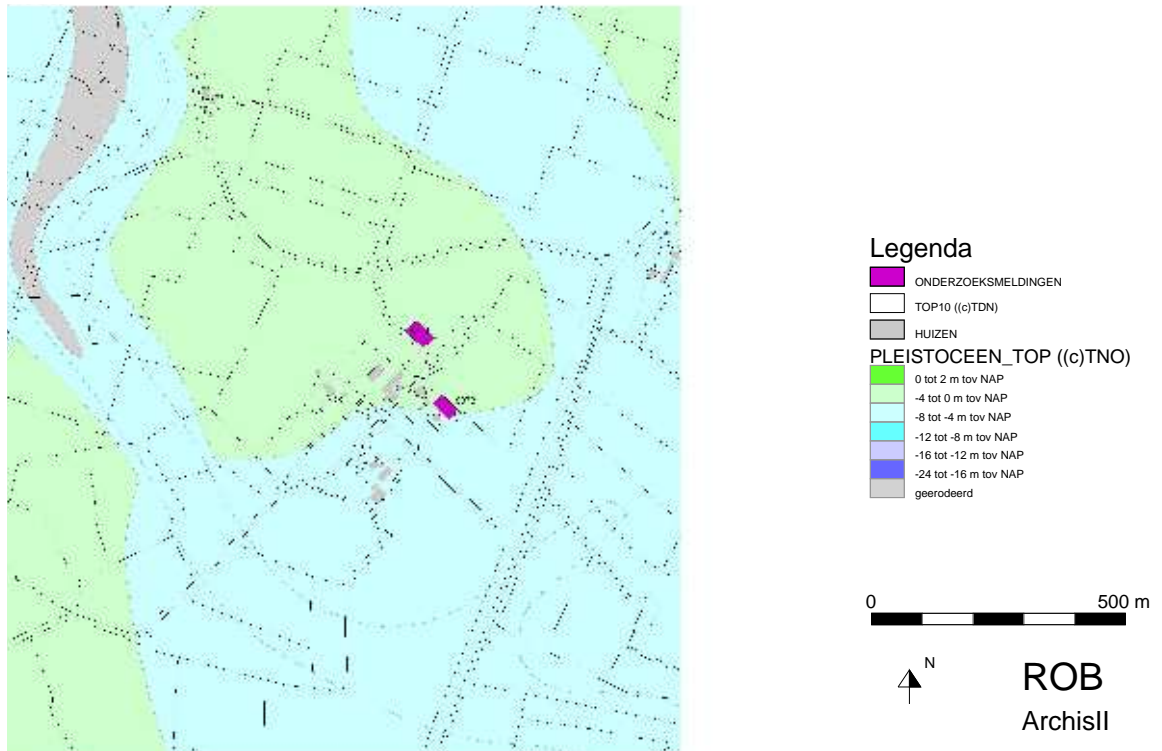 Legenda
ONDERZOEKSMELDINGEN
TOP10 ((c)TDN)
HUIZEN
PLEISTOCEEN_TOP ((c)TNO)
0 tot 2 m tov NAP
-4 tot 0 m tov NAP
-8 tot -4 m tov NAP
-12 tot -8 m tov NAP
-16 tot -12 m tov NAP
-24 tot -16 m tov NAP
geerodeerd
0 500 m
N
ROB
ArchisII